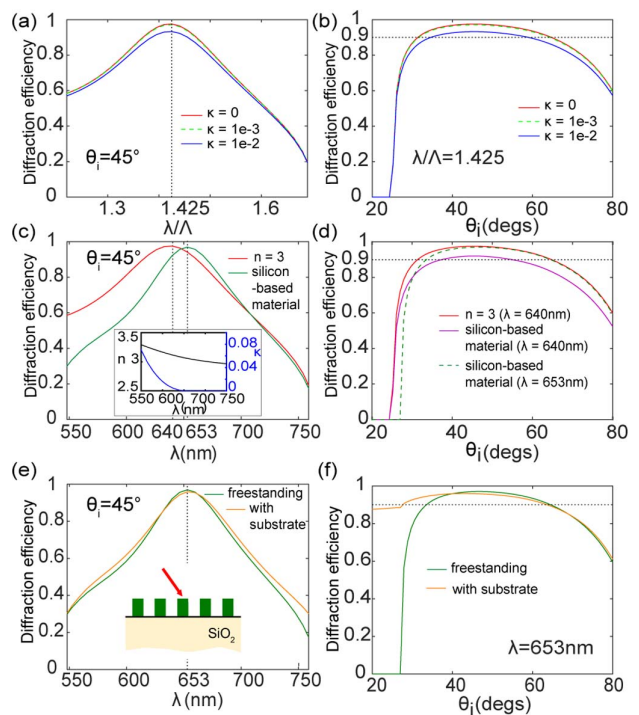 (a)
1
0.8
0.6
0.4
0.2
0
Diffraction efficiency
κ = 0
κ = 1e-3
κ = 1e-2
θi=45°
1.3
1.425
1.6
λ/Λ
(b)
1
0.9
0.8
0.6
0.4
0.2
0
Diffraction efficiency
κ = 0
κ = 1e-3
κ = 1e-2
λ/Λ=1.425
20
40
60
80
θi(degs)
(c)
1
0.8
0.6
0.4
0.2
0
Diffraction efficiency
θi=45°
n = 3
silicon
-based
material
3.5
n 3
2.5
0.08
κ
0.04
0
550
750
λ(nm)
550
600
640
653
700
750
λ(nm)
(d)
1
0.9
0.8
0.6
0.4
0.2
0
Diffraction efficiency
n = 3 (λ = 640nm)
silicon-based
material (λ = 640nm)
silicon-based
material (λ = 653nm)
20
40
60
80
θi(degs)
(e)
1
0.8
0.6
0.4
0.2
0
Diffraction efficiency
θi=45°
freestanding
with
substrate
SiO2
550
600
653
700
750
λ(nm)
(f)
1
0.9
0.8
0.6
0.4
0.2
0
Diffraction efficiency
freestanding
with substrate
λ=653nm
20
40
60
80
θi(degs)